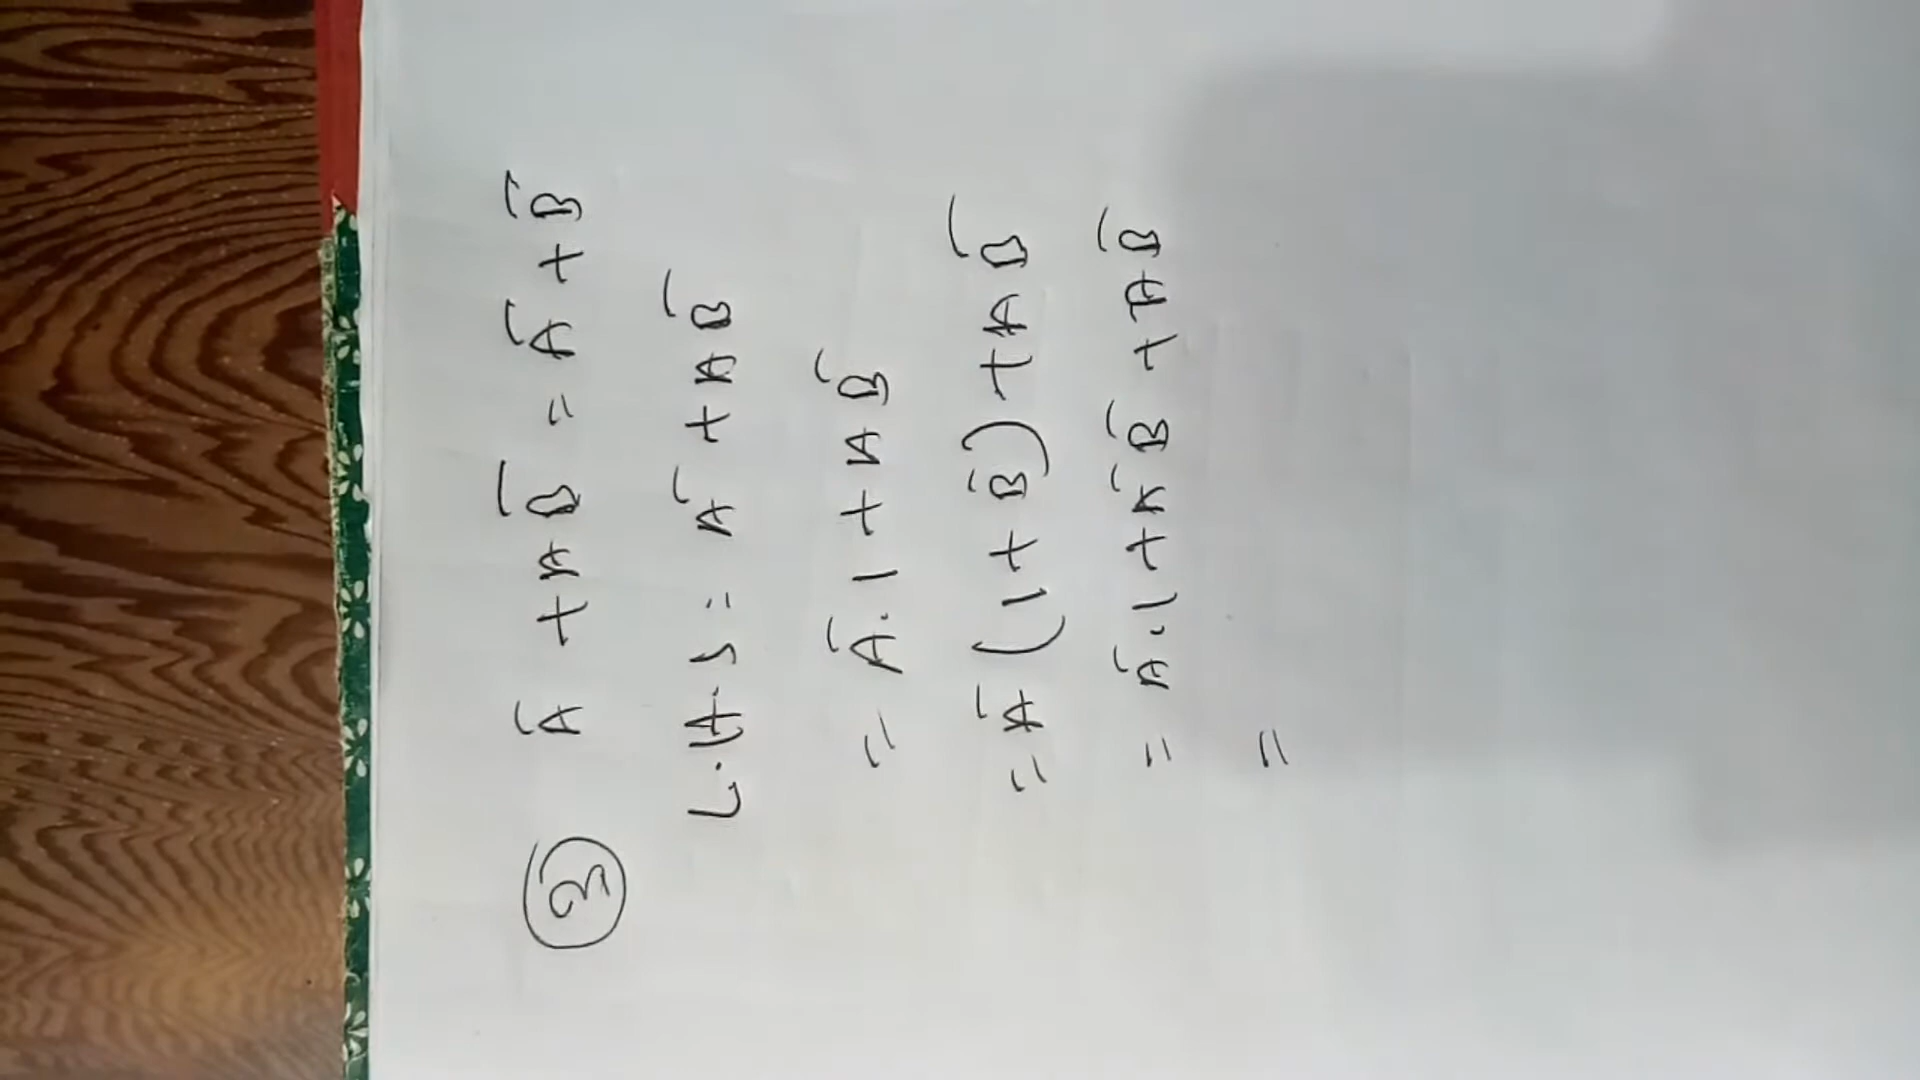 ③ A̅ + AB̅ = A̅ + B̅
L.H.S = A̅ + AB̅
= A̅.1 + AB̅
= A̅ (1 + B̅) + AB̅
= A̅.1 + A̅B̅ + AB̅
=